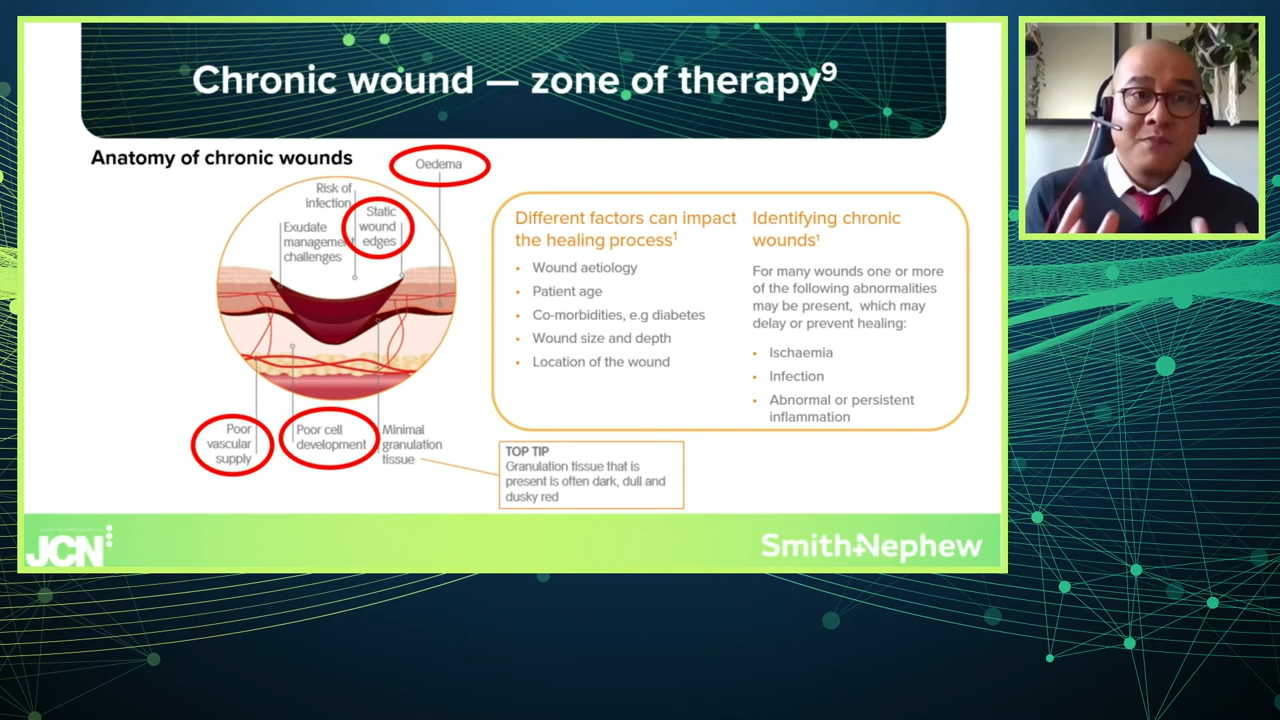 Chronic wound — zone of therapy⁹
Anatomy of chronic wounds
Oedema
Risk of
infection
Static
wound
edges
Exudate
management
challenges
Poor
vascular
supply
Poor cell
development
Minimal
granulation
tissue
Different factors can impact
the healing process¹
• Wound aetiology
• Patient age
• Co-morbidities, e.g diabetes
• Wound size and depth
• Location of the wound
Identifying chronic
wounds¹
For many wounds one or more
of the following abnormalities
may be present, which may
delay or prevent healing:
• Ischaemia
• Infection
• Abnormal or persistent
inflammation
TOP TIP
Granulation tissue that is
present is often dark, dull and
dusky red
JCN
Smith+Nephew